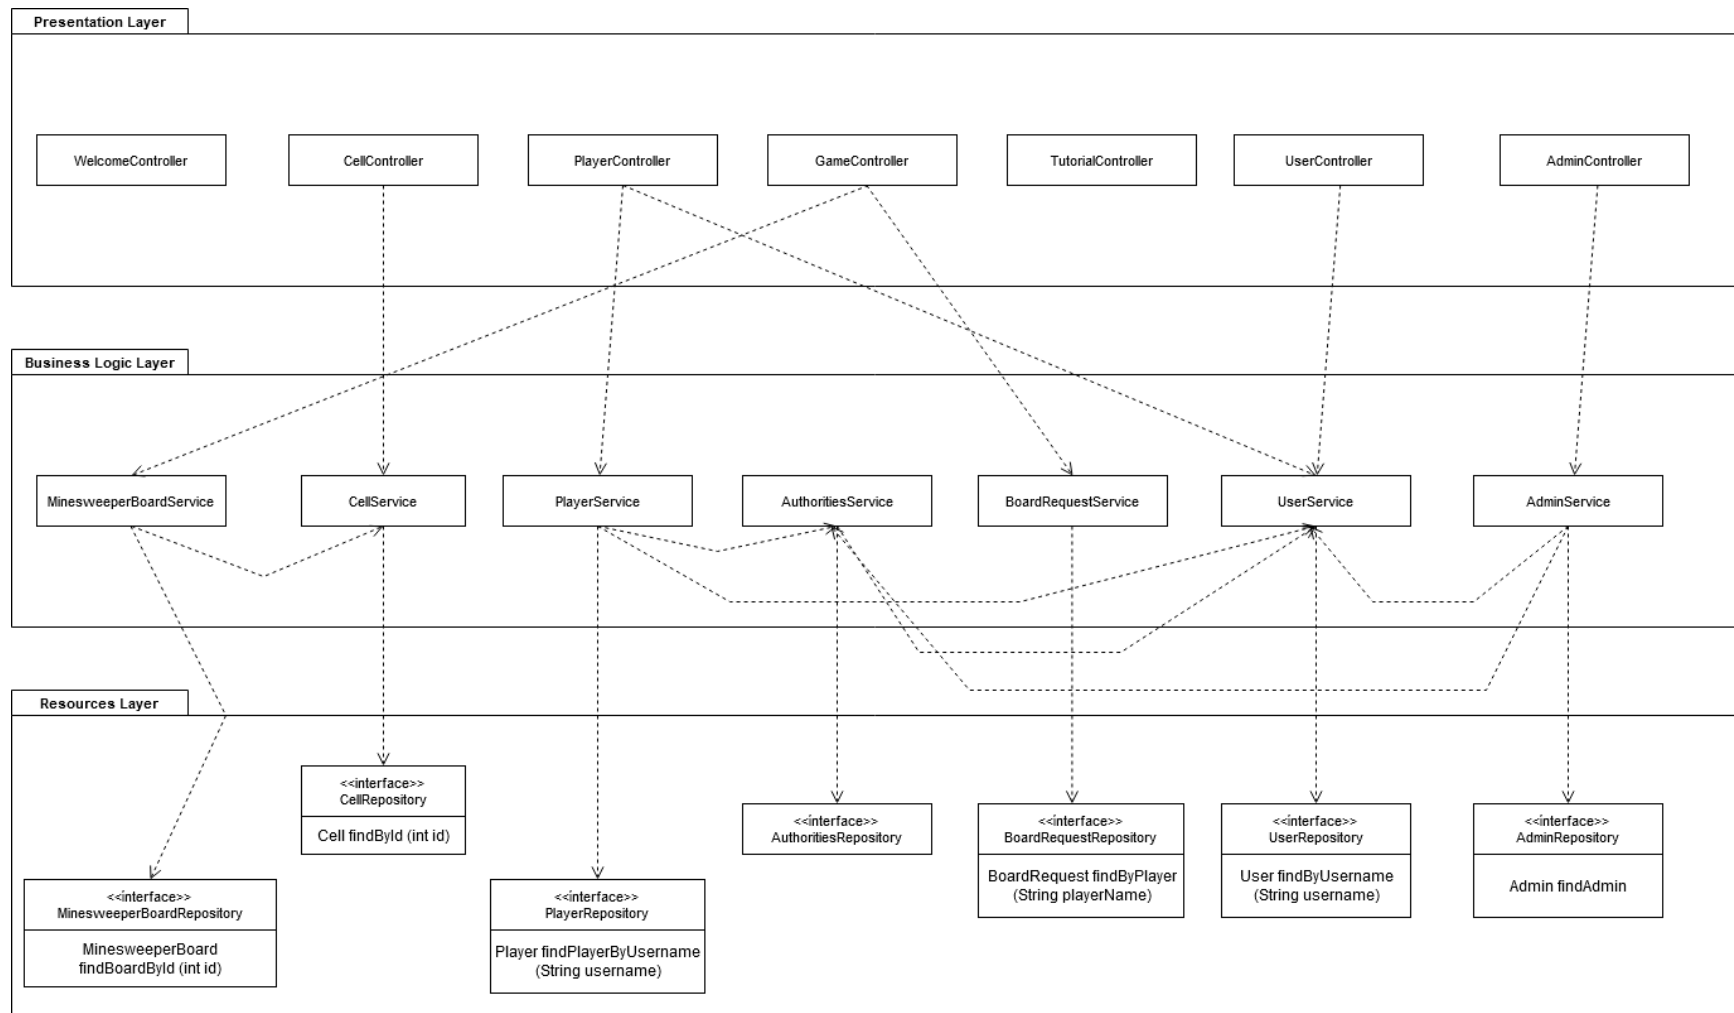 Presentation Layer
WelcomeController
CellController
PlayerController
GameController
TutorialController
UserController
AdminController
Business Logic Layer
MinesweeperBoardService
CellService
PlayerService
AuthoritiesService
BoardRequestService
UserService
AdminService
Resources Layer
<<interface>>
CellRepository
Cell findById (int id)
<<interface>>
AuthoritiesRepository
<<interface>>
BoardRequestRepository
BoardRequest findByPlayer
(String playerName)
<<interface>>
UserRepository
User findByUsername
(String username)
<<interface>>
AdminRepository
Admin findAdmin
<<interface>>
MinesweeperBoardRepository
MinesweeperBoard
findBoardById (int id)
<<interface>>
PlayerRepository
Player findPlayerByUsername
(String username)